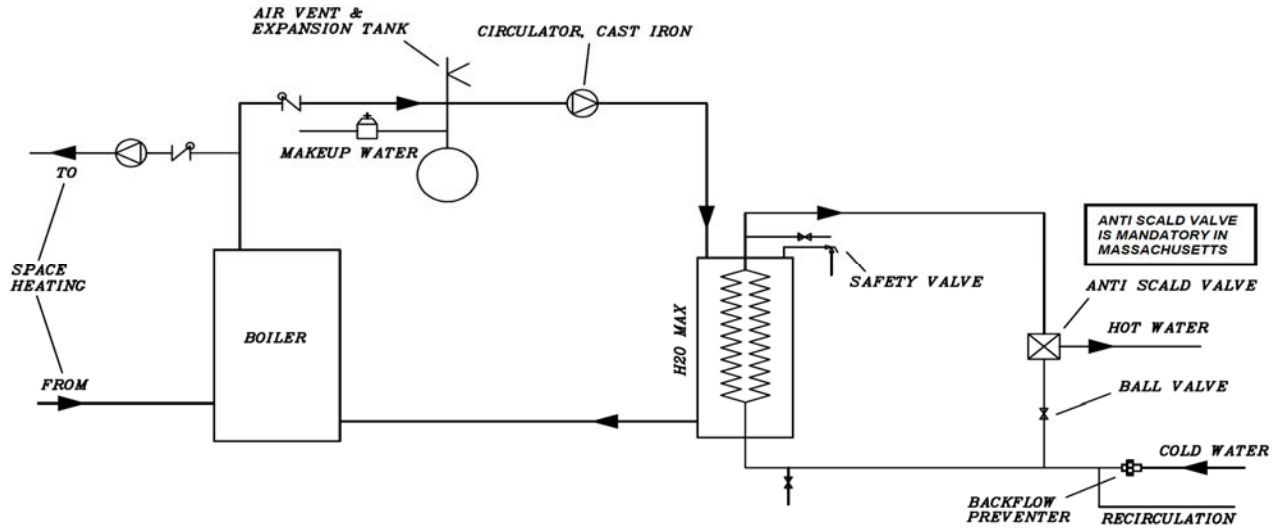 AIR VENT &
EXPANSION TANK
CIRCULATOR, CAST IRON
MAKEUP WATER
TO
SPACE
HEATING
FROM
BOILER
H2O MAX
SAFETY VALVE
ANTI SCALD VALVE
IS MANDATORY IN
MASSACHUSETTS
ANTI SCALD VALVE
HOT WATER
BALL VALVE
COLD WATER
BACKFLOW
PREVENTER
RECIRCULATION